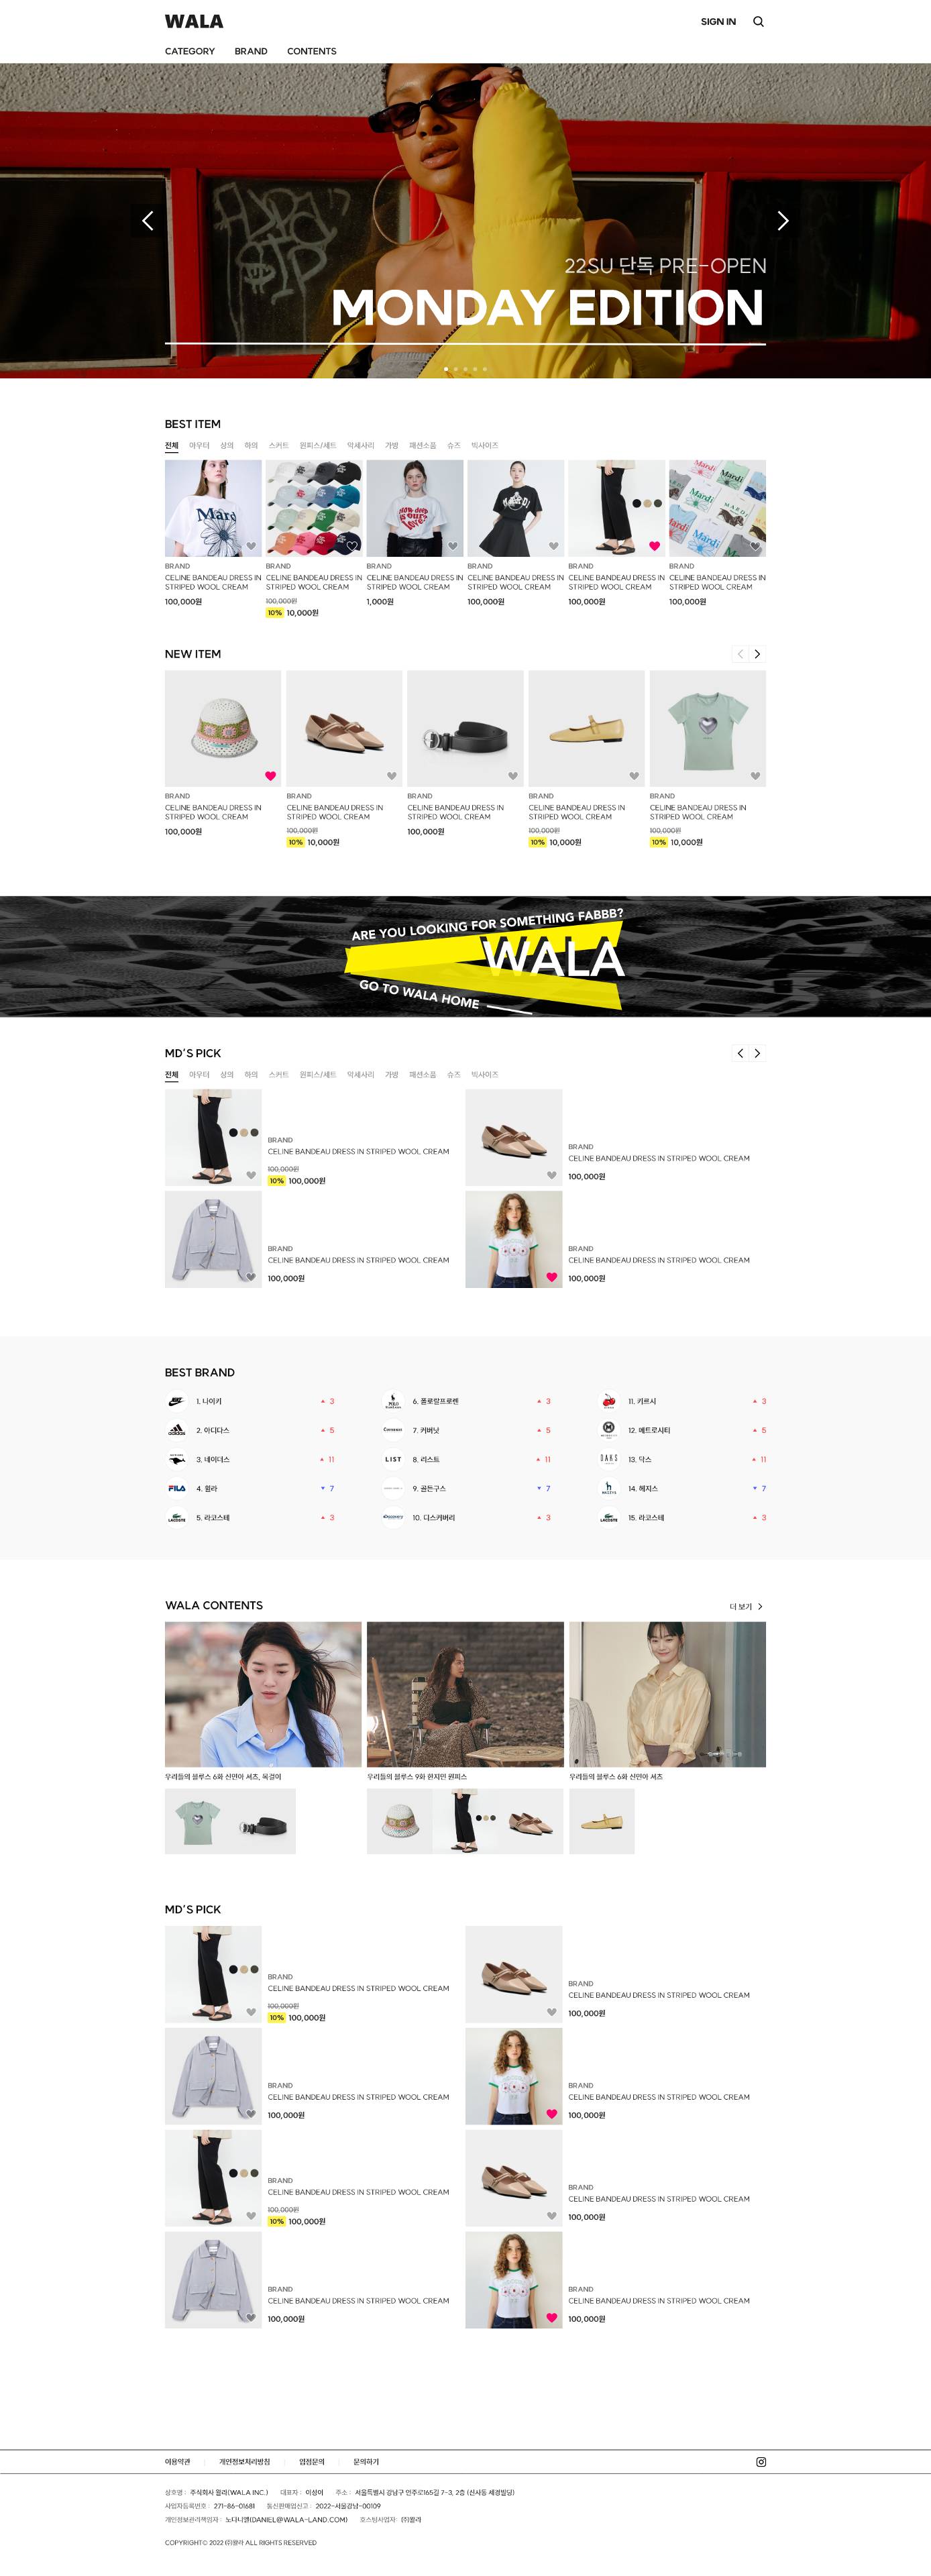 WALA
SIGN IN
CATEGORY BRAND CONTENTS
22SU 단독 PRE-OPEN
MONDAY EDITION
BEST ITEM
전체 아우터 상의 하의 스커트 원피스/세트 악세사리 가방 패션소품 슈즈 빅사이즈
BRAND BRAND BRAND BRAND BRAND BRAND
CELINE BANDEAU DRESS IN CELINE BANDEAU DRESS IN CELINE BANDEAU DRESS IN CELINE BANDEAU DRESS IN CELINE BANDEAU DRESS IN CELINE BANDEAU DRESS IN
STRIPED WOOL CREAM STRIPED WOOL CREAM STRIPED WOOL CREAM STRIPED WOOL CREAM STRIPED WOOL CREAM STRIPED WOOL CREAM
100,000원 100,000원 1,000원 100,000원 100,000원 100,000원
10% 10,000원
NEW ITEM
BRAND BRAND BRAND BRAND BRAND
CELINE BANDEAU DRESS IN CELINE BANDEAU DRESS IN CELINE BANDEAU DRESS IN CELINE BANDEAU DRESS IN CELINE BANDEAU DRESS IN
STRIPED WOOL CREAM STRIPED WOOL CREAM STRIPED WOOL CREAM STRIPED WOOL CREAM STRIPED WOOL CREAM
100,000원 100,000원 100,000원 100,000원 100,000원
10% 10,000원 10% 10,000원 10% 10,000원
ARE YOU LOOKING FOR SOMETHING FABBB?
WALA
GO TO WALA HOME
MD'S PICK
전체 아우터 상의 하의 스커트 원피스/세트 악세사리 가방 패션소품 슈즈 빅사이즈
BRAND
CELINE BANDEAU DRESS IN STRIPED WOOL CREAM
100,000원
10% 100,000원
BRAND
CELINE BANDEAU DRESS IN STRIPED WOOL CREAM
100,000원
BRAND
CELINE BANDEAU DRESS IN STRIPED WOOL CREAM
100,000원
BRAND
CELINE BANDEAU DRESS IN STRIPED WOOL CREAM
100,000원
BEST BRAND
1. 나이키 3
2. 아디다스 5
3. 네이더스 11
4. 휠라 7
5. 라코스테 3
6. 폴로랄프로렌 3
7. 커버낫 5
8. 리스트 11
9. 골든구스 7
10. 디스커버리 3
11. 키르시 3
12. 메트로시티 5
13. 닥스 11
14. 헤지스 7
15. 라코스테 3
WALA CONTENTS
더 보기
우리들의 블루스 6화 신민아 셔츠, 목걸이
우리들의 블루스 9화 한지민 원피스
우리들의 블루스 6화 신민아 셔츠
MD'S PICK
BRAND
CELINE BANDEAU DRESS IN STRIPED WOOL CREAM
100,000원
10% 100,000원
BRAND
CELINE BANDEAU DRESS IN STRIPED WOOL CREAM
100,000원
BRAND
CELINE BANDEAU DRESS IN STRIPED WOOL CREAM
100,000원
BRAND
CELINE BANDEAU DRESS IN STRIPED WOOL CREAM
100,000원
BRAND
CELINE BANDEAU DRESS IN STRIPED WOOL CREAM
100,000원
10% 100,000원
BRAND
CELINE BANDEAU DRESS IN STRIPED WOOL CREAM
100,000원
BRAND
CELINE BANDEAU DRESS IN STRIPED WOOL CREAM
100,000원
BRAND
CELINE BANDEAU DRESS IN STRIPED WOOL CREAM
100,000원
이용약관 개인정보처리방침 입점문의 문의하기
상호명 : 주식회사 왈라(WALA INC.) 대표자 : 이상이 주소 : 서울특별시 강남구 언주로165길 7-3, 2층 (신사동 세경빌딩)
사업자등록번호 : 271-86-01681 통신판매업신고 : 2022-서울강남-00109
개인정보관리책임자 : 노다니엘(DANIEL@WALA-LAND.COM) 호스팅사업자: (주)왈라
COPYRIGHT© 2022 (주)왈라 ALL RIGHTS RESERVED